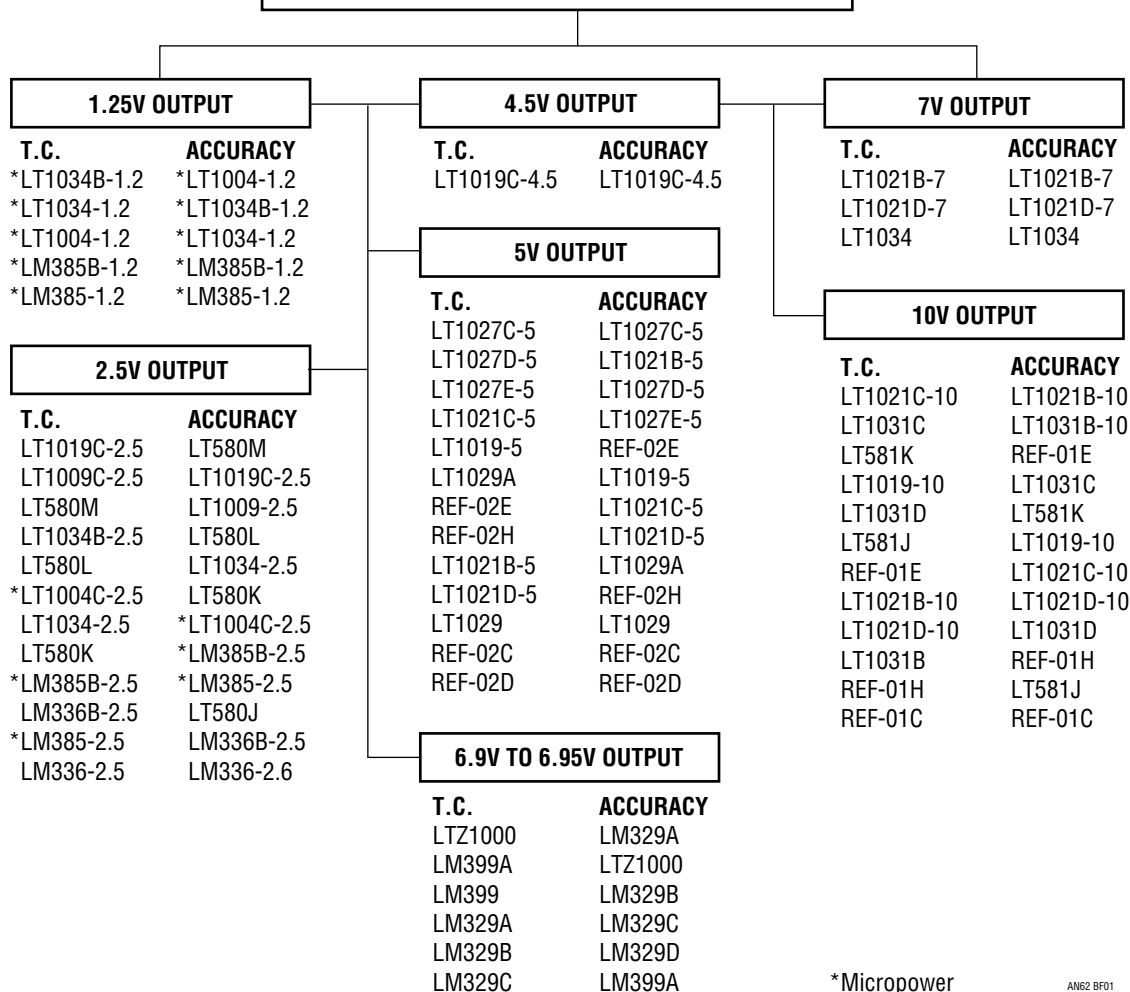 1.25V OUTPUT
T.C. ACCURACY
*LT1034B-1.2 *LT1004-1.2
*LT1034-1.2 *LT1034B-1.2
*LT1004-1.2 *LT1034-1.2
*LM385B-1.2 *LM385B-1.2
*LM385-1.2 *LM385-1.2
2.5V OUTPUT
T.C. ACCURACY
LT1019C-2.5 LT580M
LT1009C-2.5 LT1019C-2.5
LT580M LT1009-2.5
LT1034B-2.5 LT580L
LT580L LT1034-2.5
*LT1004C-2.5 LT580K
LT1034-2.5 *LT1004C-2.5
LT580K *LM385B-2.5
*LM385B-2.5 *LM385-2.5
LM336B-2.5 LT580J
*LM385-2.5 LM336B-2.5
LM336-2.5 LM336-2.6
4.5V OUTPUT
T.C. ACCURACY
LT1019C-4.5 LT1019C-4.5
5V OUTPUT
T.C. ACCURACY
LT1027C-5 LT1027C-5
LT1027D-5 LT1021B-5
LT1027E-5 LT1027D-5
LT1021C-5 LT1027E-5
LT1019-5 REF-02E
LT1029A LT1019-5
REF-02E LT1021C-5
REF-02H LT1021D-5
LT1021B-5 LT1029A
LT1021D-5 REF-02H
LT1029 LT1029
REF-02C REF-02C
REF-02D REF-02D
6.9V TO 6.95V OUTPUT
T.C. ACCURACY
LTZ1000 LM329A
LM399A LTZ1000
LM399 LM329B
LM329A LM329C
LM329B LM329D
LM329C LM399A
7V OUTPUT
T.C. ACCURACY
LT1021B-7 LT1021B-7
LT1021D-7 LT1021D-7
LT1034 LT1034
10V OUTPUT
T.C. ACCURACY
LT1021C-10 LT1021B-10
LT1031C LT1031B-10
LT581K REF-01E
LT1019-10 LT1031C
LT1031D LT581K
LT581J LT1019-10
REF-01E LT1021C-10
LT1021B-10 LT1021D-10
LT1021D-10 LT1031D
LT1031B REF-01H
REF-01H LT581J
REF-01C REF-01C
*Micropower
AN62 BF01